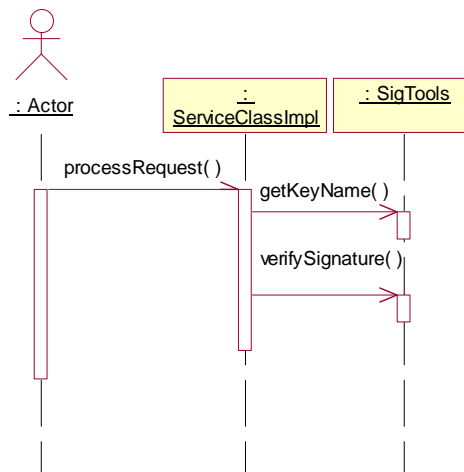 : Actor
:
ServiceClassImpl
: SigTools
processRequest( )
getKeyName( )
verifySignature( )